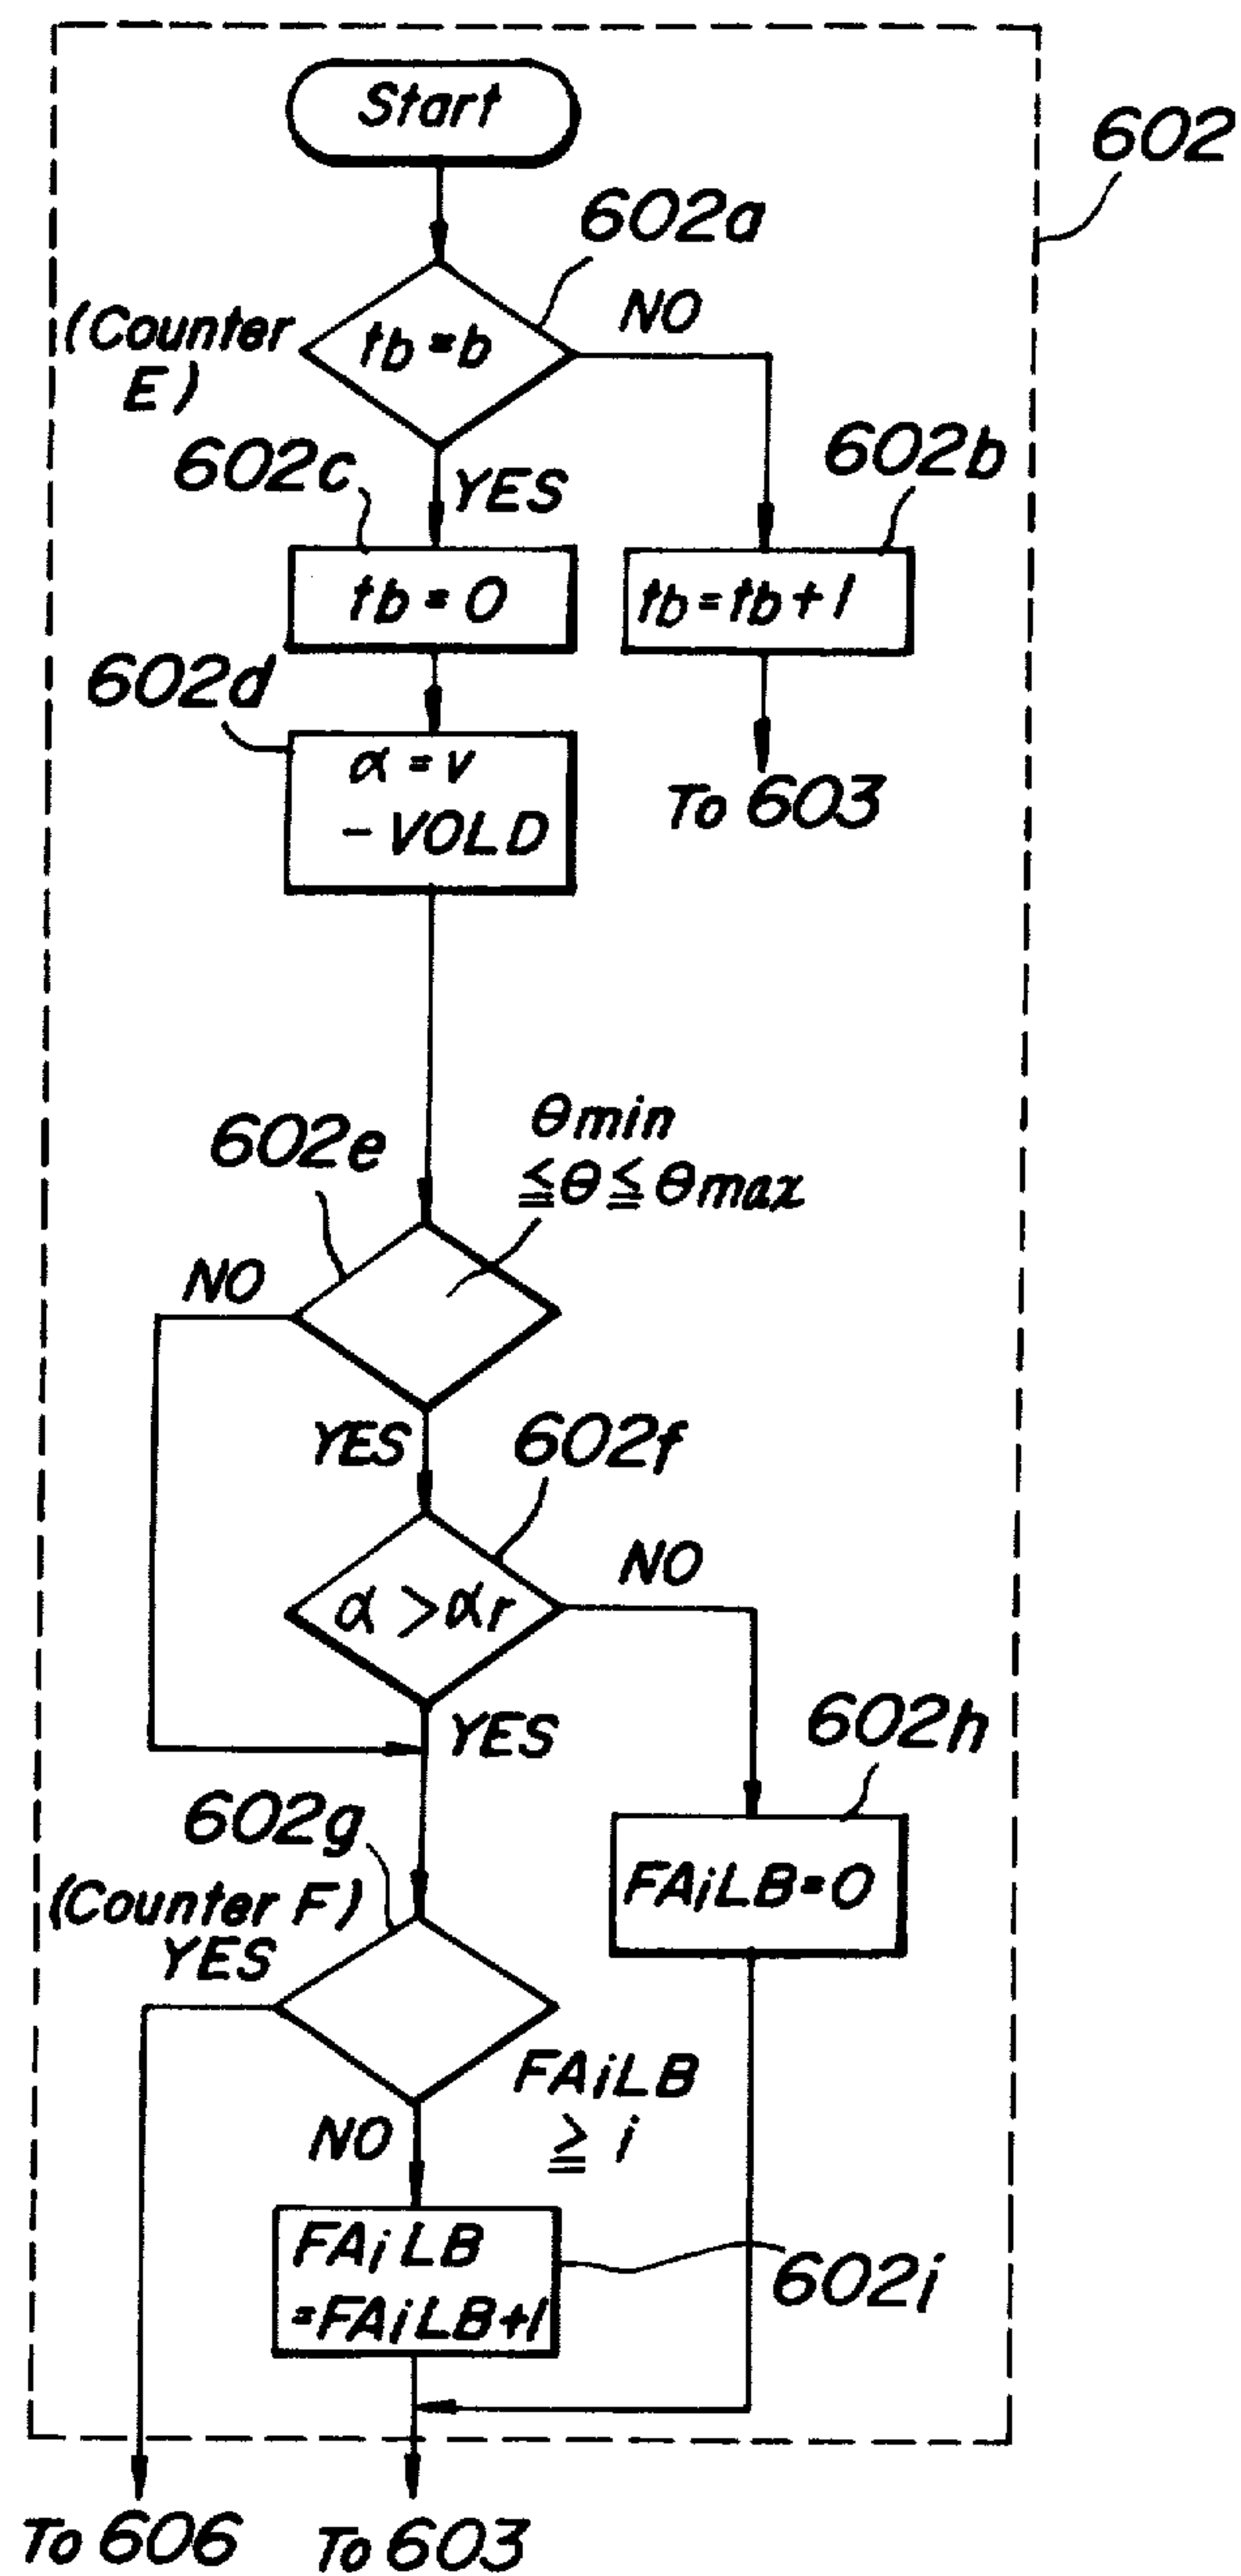 Start
602
602a
(Counter
E)
tb=b
NO
602c
YES
602b
tb=0
tb=tb+1
602d
α=v
-VOLD
To 603
602e
θmin
≦θ≦θmax
NO
YES
602f
α>αr
NO
YES
602h
602g
(Counter F)
YES
FAiLB=0
FAiLB
≧ i
NO
FAiLB
=FAiLB+1
602i
To 606
To 603